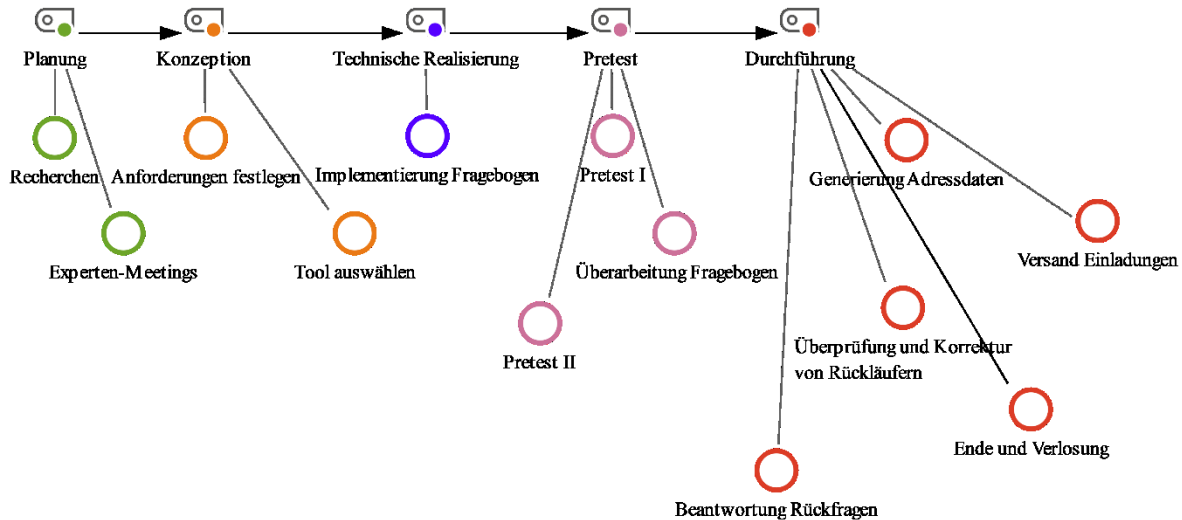 Planung
Konzeption
Technische Realisierung
Pretest
Durchführung
Recherchen
Anforderungen festlegen
Implementierung Fragebogen
Pretest I
Generierung Adressdaten
Experten-Meetings
Tool auswählen
Überarbeitung Fragebogen
Versand Einladungen
Pretest II
Überprüfung und Korrektur
von Rückläufern
Ende und Verlosung
Beantwortung Rückfragen